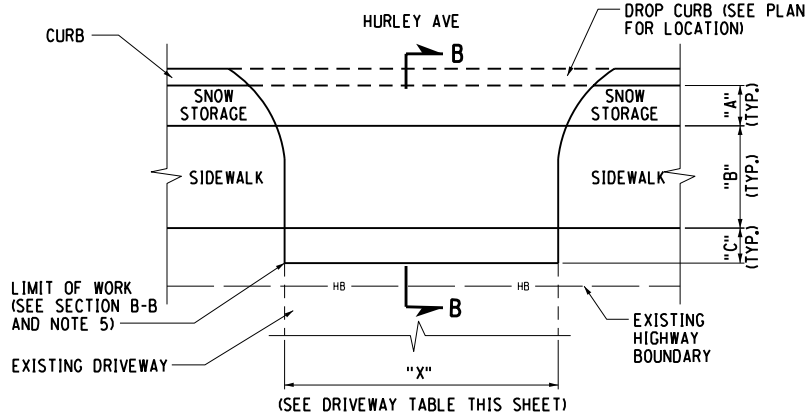 HURLEY AVE
DROP CURB (SEE PLAN
FOR LOCATION)
CURB
B
SNOW
STORAGE
SNOW
STORAGE
"A"
(TYP.)
SIDEWALK
SIDEWALK
"B"
(TYP.)
"C"
(TYP.)
LIMIT OF WORK
(SEE SECTION B-B
AND NOTE 5)
HB
HB
B
EXISTING
HIGHWAY
BOUNDARY
EXISTING DRIVEWAY
"X"
(SEE DRIVEWAY TABLE THIS SHEET)